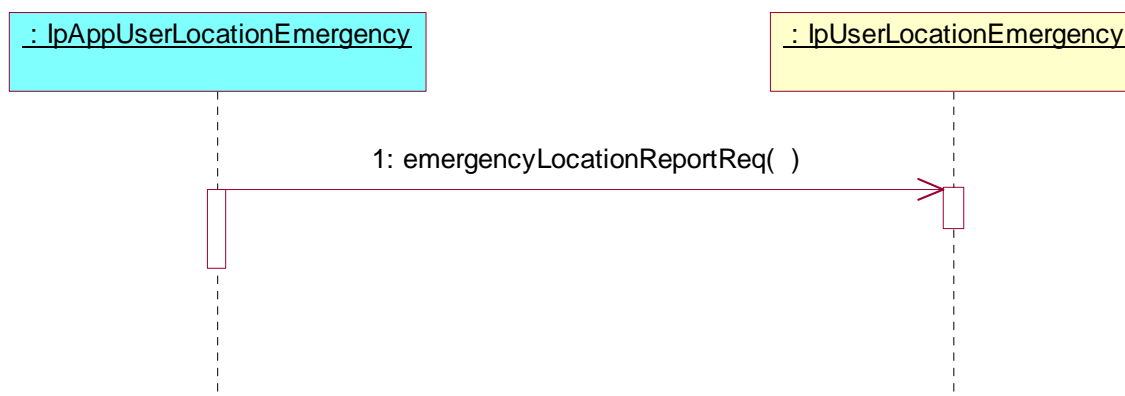 : IpAppUserLocationEmergency
: IpUserLocationEmergency
1: emergencyLocationReportReq( )